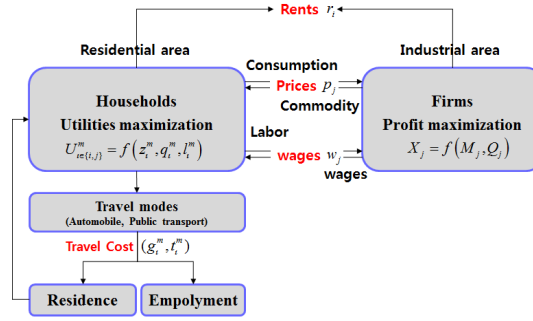 Rents r_i
Residential area
Industrial area
Consumption
Prices p_j
Commodity
Households
Utilities maximization
U^m_{i∈{i,j}} = f(z^m_i, q^m_i, l^m_i)
Firms
Profit maximization
X_j = f(M_j, Q_j)
Labor
wages w_j
wages
Travel modes
(Automobile, Public transport)
Travel Cost (g^m_i, t^m_i)
Residence
Empolyment